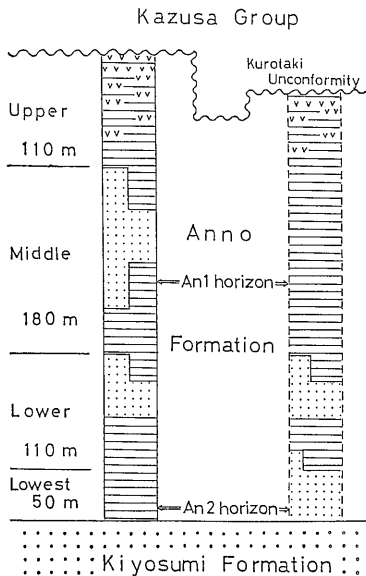 Kazusa Group
Kurotaki
Unconformity
Upper
110 m
Middle
180 m
Lower
110 m
Lowest
50 m
Anno
An1 horizon
Formation
An2 horizon
Kiyosumi Formation